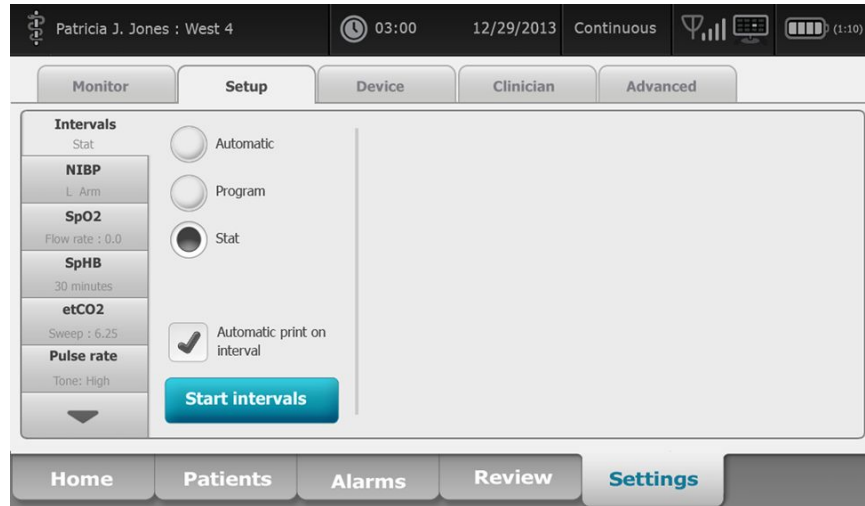 Patricia J. Jones : West 4 03:00 12/29/2013 Continuous (1:10)
Monitor Setup Device Clinician Advanced
Intervals
Stat
NIBP
L Arm
SpO2
Flow rate : 0.0
SpHB
30 minutes
etCO2
Sweep : 6.25
Pulse rate
Tone: High
Automatic
Program
Stat
Automatic print on
interval
Start intervals
Home Patients Alarms Review Settings